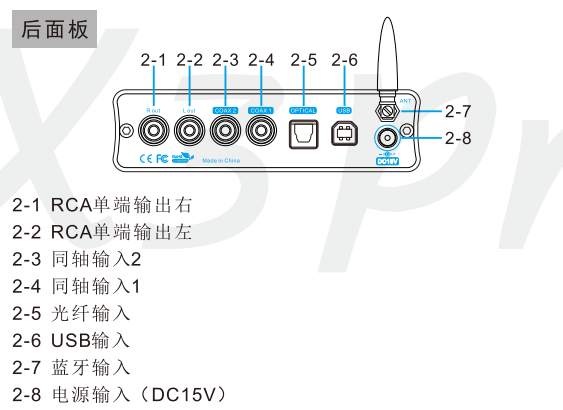 后面板
2-1 2-2 2-3 2-4 2-5 2-6
R out L out COAX 2 COAX 1 OPTICAL USB ANT
2-7
2-8
CE FC RoHS Made in China DC15V
X3Pr
2-1 RCA单端输出右
2-2 RCA单端输出左
2-3 同轴输入2
2-4 同轴输入1
2-5 光纤输入
2-6 USB输入
2-7 蓝牙输入
2-8 电源输入（DC15V）